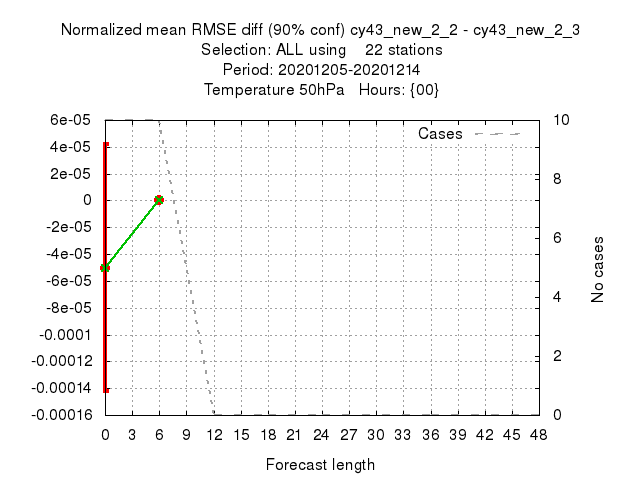 Normalized mean RMSE diff (90% conf) cy43_new_2_2 - cy43_new_2_3
Selection: ALL using    22 stations
Period: 20201205-20201214
Temperature 50hPa   Hours: {00}
6e-05
4e-05
2e-05
0
-2e-05
-4e-05
-6e-05
-8e-05
-0.0001
-0.00012
-0.00014
-0.00016
Cases
10
8
6
4
2
0
No cases
0 3 6 9 12 15 18 21 24 27 30 33 36 39 42 45 48
Forecast length